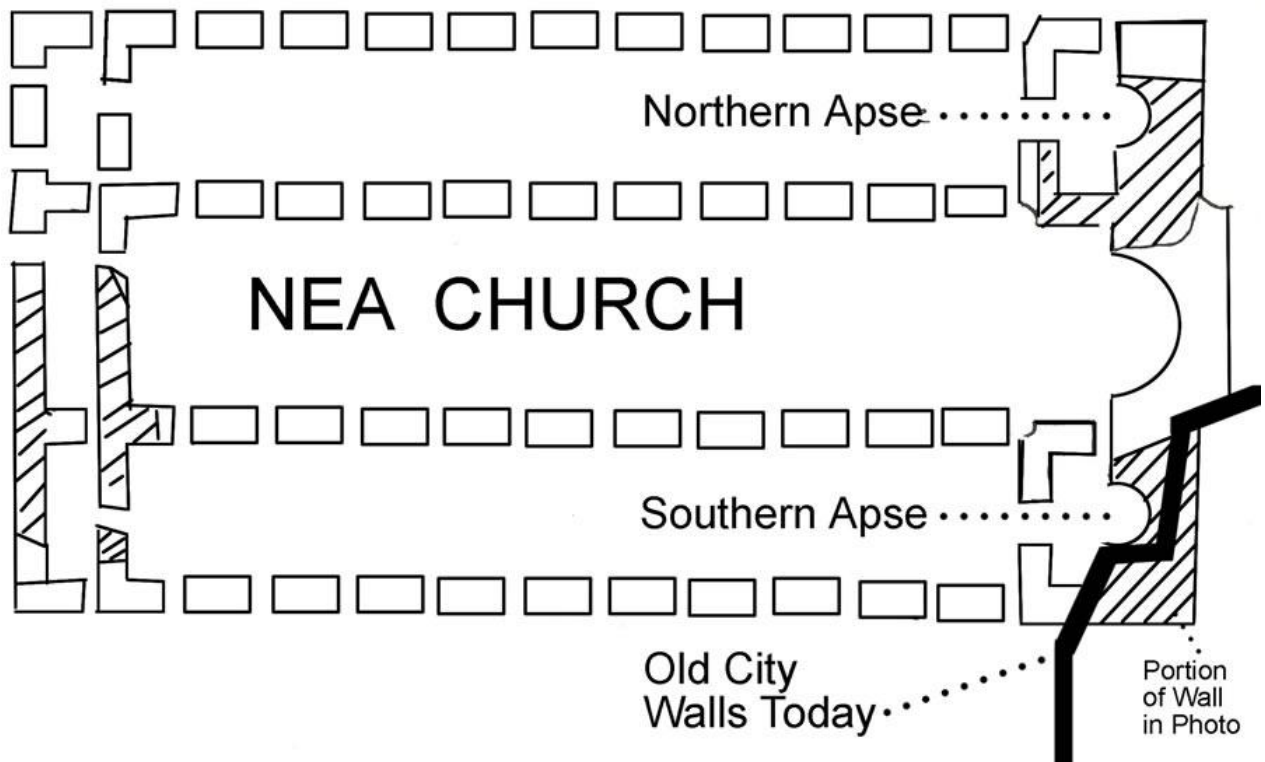 Northern Apse
NEA CHURCH
Southern Apse
Old City
Walls Today
Portion
of Wall
in Photo